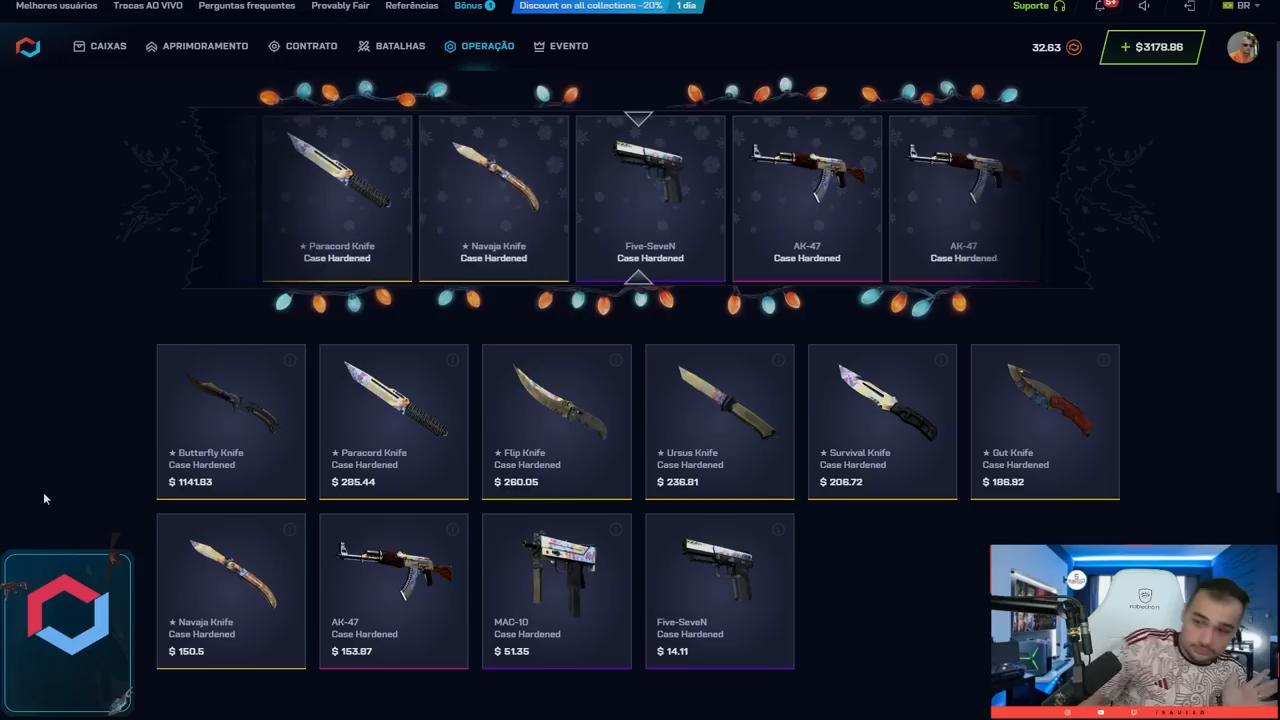 Melhores usuários Trocas AO VIVO Perguntas frequentes Provably Fair Referências Bônus 1 Discount on all collections -20% 1 dia Suporte 5+ BR
CAIXAS APRIMORAMENTO CONTRATO BATALHAS OPERAÇÃO EVENTO 32.63 + $3178.86
★ Paracord Knife
Case Hardened
★ Navaja Knife
Case Hardened
Five-SeveN
Case Hardened
AK-47
Case Hardened
AK-47
Case Hardened
★ Butterfly Knife
Case Hardened
$ 1141.83
★ Paracord Knife
Case Hardened
$ 285.44
★ Flip Knife
Case Hardened
$ 260.05
★ Ursus Knife
Case Hardened
$ 236.81
★ Survival Knife
Case Hardened
$ 206.72
★ Gut Knife
Case Hardened
$ 186.92
★ Navaja Knife
Case Hardened
$ 150.5
AK-47
Case Hardened
$ 153.87
MAC-10
Case Hardened
$ 51.35
Five-SeveN
Case Hardened
$ 14.11